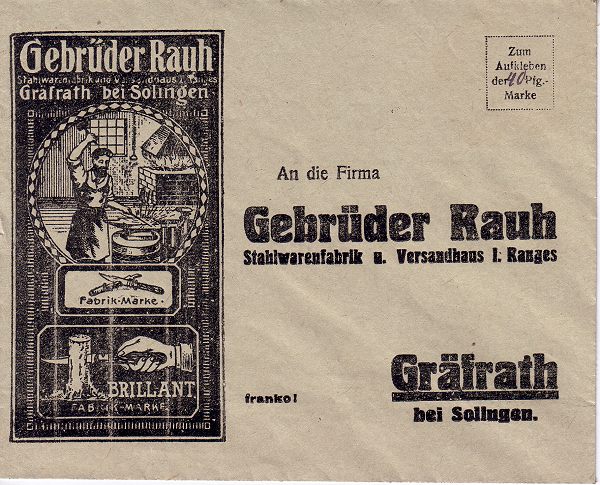 Gebrüder Rauh
Stahlwarenfabrik und Versandhaus I. Ranges
Gräfrath bei Solingen
Fabrik-Marke.
BRILLANT
FABRIK-MARKE.
Zum
Aufkleben
der 40 Pfg.-
Marke
An die Firma
Gebrüder Rauh
Stahlwarenfabrik u. Versandhaus I. Ranges
Gräfrath
bei Solingen.
franko!